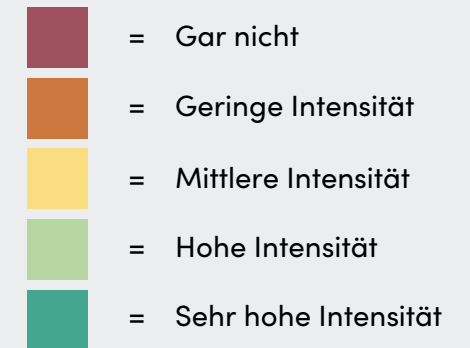 = Gar nicht
= Geringe Intensität
= Mittlere Intensität
= Hohe Intensität
= Sehr hohe Intensität